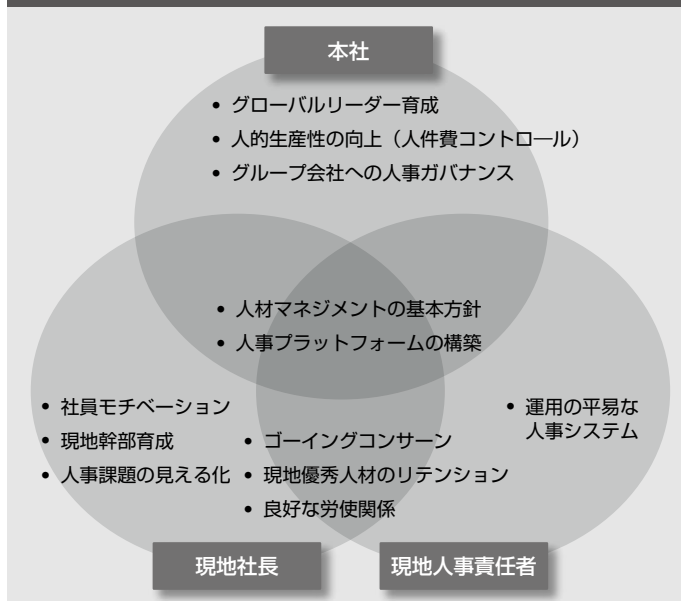 本社
• グローバルリーダー育成
• 人的生産性の向上（人件費コントロール）
• グループ会社への人事ガバナンス
• 人材マネジメントの基本方針
• 人事プラットフォームの構築
• 社員モチベーション
• 現地幹部育成
• 人事課題の見える化
• ゴーイングコンサーン
• 現地優秀人材のリテンション
• 良好な労使関係
• 運用の平易な
人事システム
現地社長
現地人事責任者